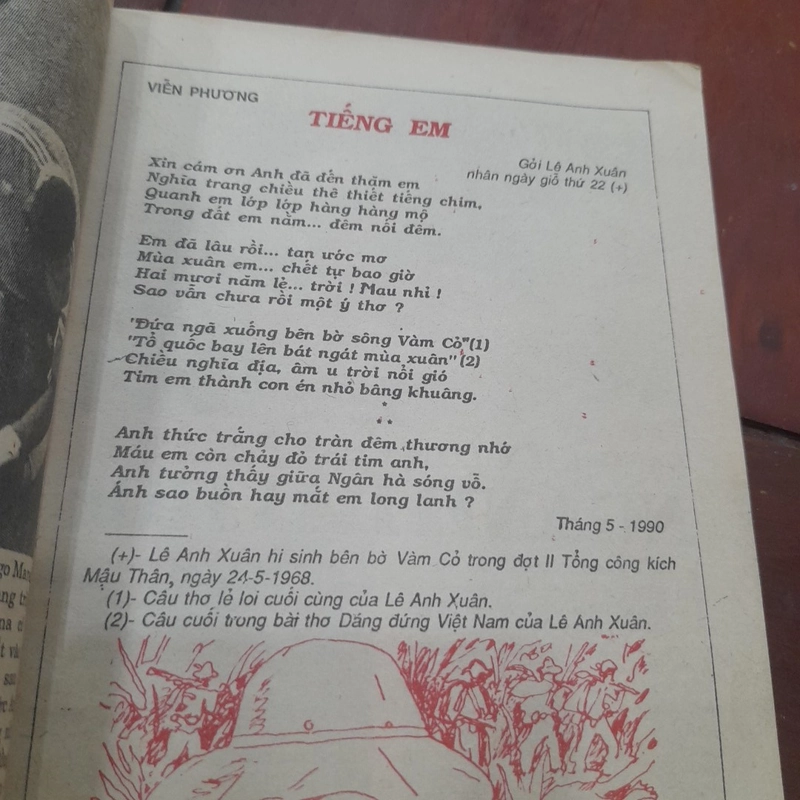 VIỄN PHƯƠNG
TIẾNG EM
Gởi Lê Anh Xuân
nhân ngày giỗ thứ 22 (+)
Xin cám ơn Anh đã đến thăm em
Nghĩa trang chiều thê thiết tiếng chim,
Quanh em lớp lớp hàng hàng mộ
Trong đất em nằm... đêm nối đêm.
Em đã lâu rồi... tan ước mơ
Mùa xuân em... chết tự bao giờ
Hai mươi năm lẻ... trời ! Mau nhỉ !
Sao vẫn chưa rồi một ý thơ ?
"Đứa ngã xuống bên bờ sông Vàm Cỏ"(1)
"Tổ quốc bay lên bát ngát mùa xuân" (2)
Chiều nghĩa địa, âm u trời nổi gió
Tim em thành con én nhỏ bâng khuâng.
Anh thức trắng cho tràn đêm thương nhớ
Máu em còn chảy đỏ trái tim anh,
Anh tưởng thấy giữa Ngân hà sóng vỗ.
Ánh sao buồn hay mắt em long lanh ?
Tháng 5 - 1990
(+)- Lê Anh Xuân hi sinh bên bờ Vàm Cỏ trong đợt II Tổng công kích
Mậu Thân, ngày 24-5-1968.
(1)- Câu thơ lẻ loi cuối cùng của Lê Anh Xuân.
(2)- Câu cuối trong bài thơ Dáng đứng Việt Nam của Lê Anh Xuân.